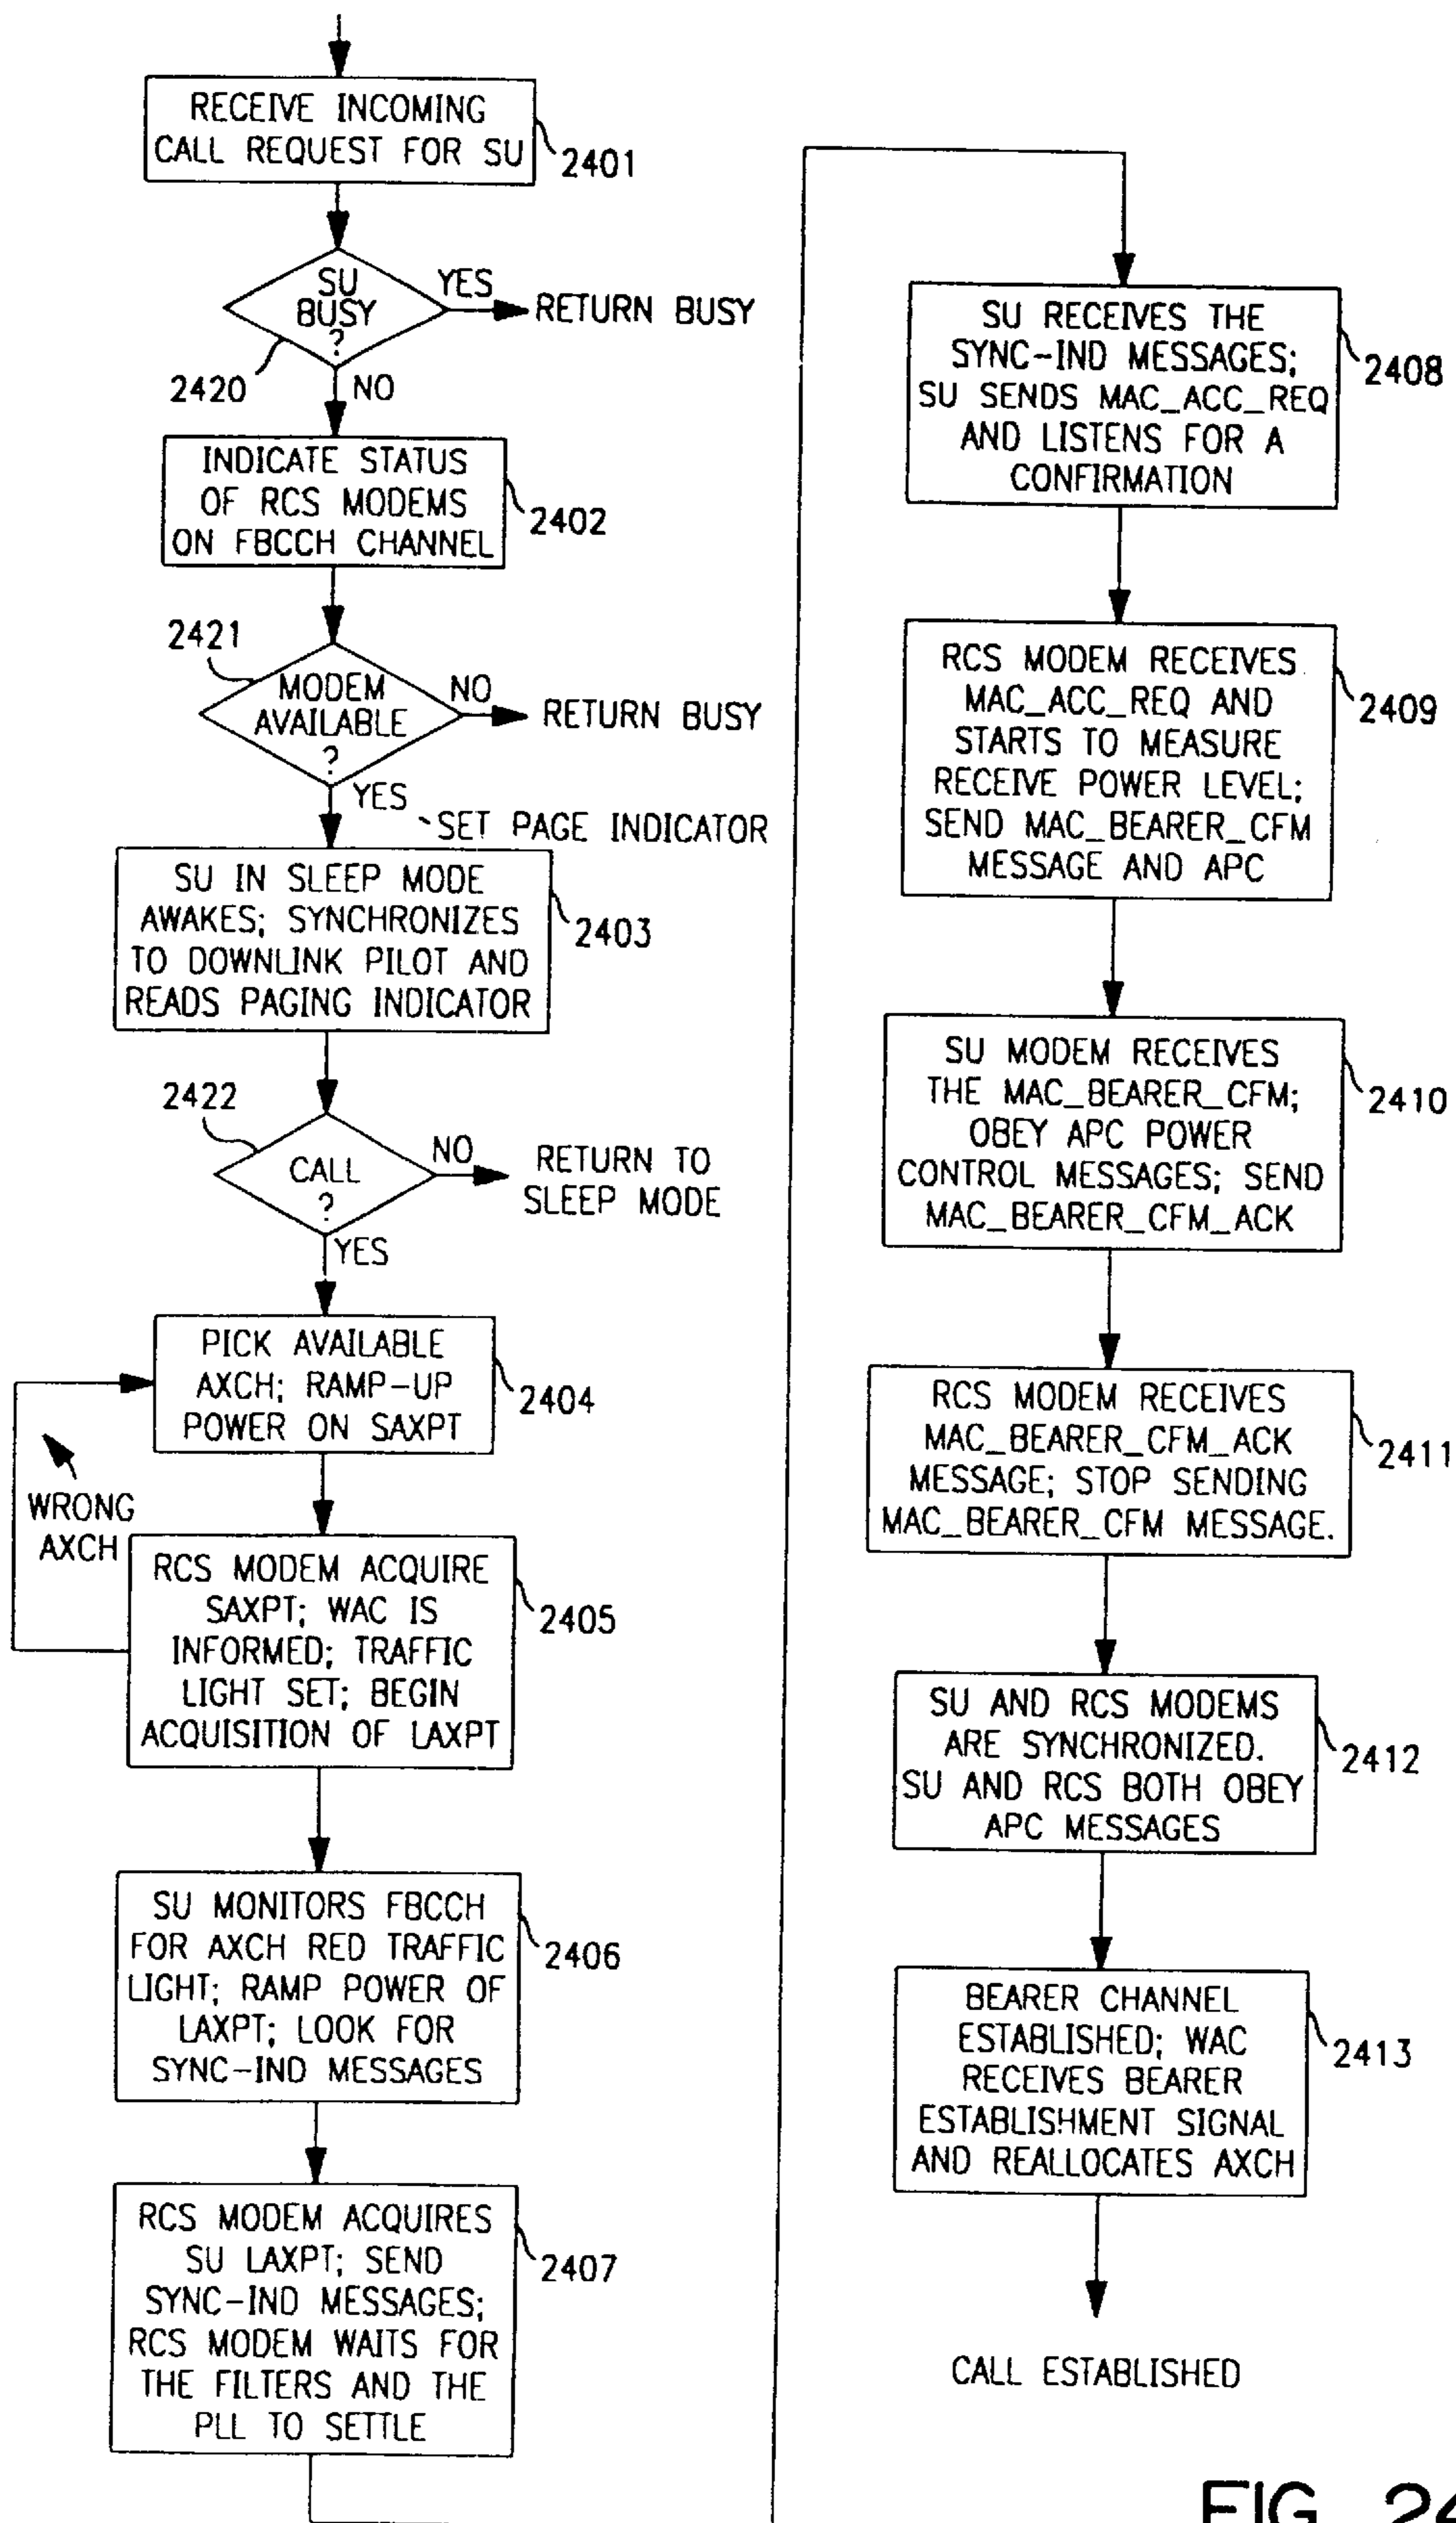 RECEIVE INCOMING
CALL REQUEST FOR SU
2401
SU
BUSY
?
YES
RETURN BUSY
2420
NO
INDICATE STATUS
OF RCS MODEMS
ON FBCCH CHANNEL
2402
2421
MODEM
AVAILABLE
?
NO
RETURN BUSY
YES
SET PAGE INDICATOR
SU IN SLEEP MODE
AWAKES; SYNCHRONIZES
TO DOWNLINK PILOT AND
READS PAGING INDICATOR
2403
2422
CALL
?
NO
RETURN TO
SLEEP MODE
YES
PICK AVAILABLE
AXCH; RAMP-UP
POWER ON SAXPT
2404
WRONG
AXCH
RCS MODEM ACQUIRE
SAXPT; WAC IS
INFORMED; TRAFFIC
LIGHT SET; BEGIN
ACQUISITION OF LAXPT
2405
SU MONITORS FBCCH
FOR AXCH RED TRAFFIC
LIGHT; RAMP POWER OF
LAXPT; LOOK FOR
SYNC-IND MESSAGES
2406
RCS MODEM ACQUIRES
SU LAXPT; SEND
SYNC-IND MESSAGES;
RCS MODEM WAITS FOR
THE FILTERS AND THE
PLL TO SETTLE
2407
SU RECEIVES THE
SYNC-IND MESSAGES;
SU SENDS MAC_ACC_REQ
AND LISTENS FOR A
CONFIRMATION
2408
RCS MODEM RECEIVES
MAC_ACC_REQ AND
STARTS TO MEASURE
RECEIVE POWER LEVEL;
SEND MAC_BEARER_CFM
MESSAGE AND APC
2409
SU MODEM RECEIVES
THE MAC_BEARER_CFM;
OBEY APC POWER
CONTROL MESSAGES; SEND
MAC_BEARER_CFM_ACK
2410
RCS MODEM RECEIVES
MAC_BEARER_CFM_ACK
MESSAGE; STOP SENDING
MAC_BEARER_CFM MESSAGE.
2411
SU AND RCS MODEMS
ARE SYNCHRONIZED.
SU AND RCS BOTH OBEY
APC MESSAGES
2412
BEARER CHANNEL
ESTABLISHED; WAC
RECEIVES BEARER
ESTABLISHMENT SIGNAL
AND REALLOCATES AXCH
2413
CALL ESTABLISHED
FIG. 24